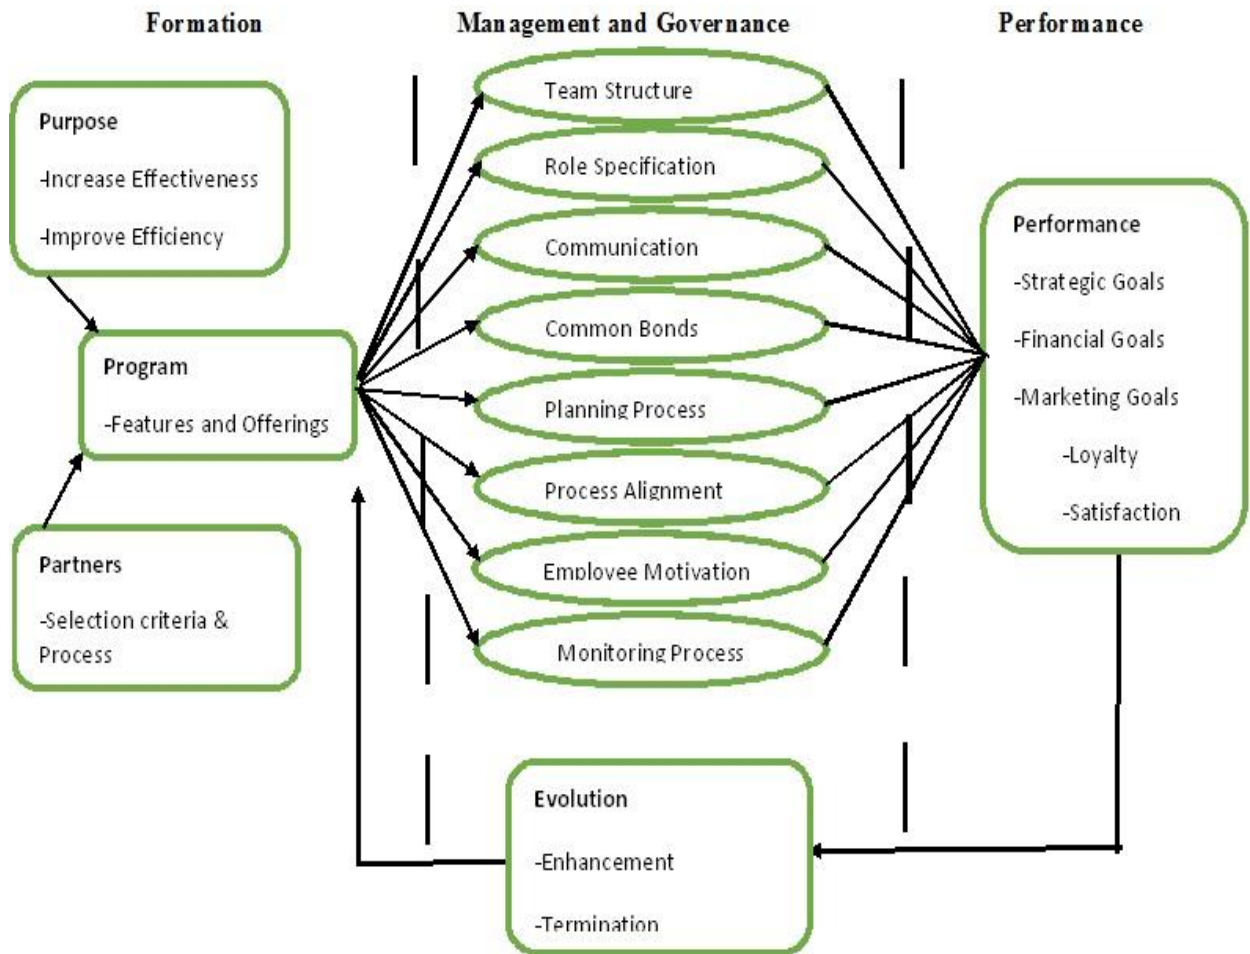 Formation
Management and Governance
Performance
Purpose
-Increase Effectiveness
-Improve Efficiency
Program
-Features and Offerings
Partners
-Selection criteria &
Process
Team Structure
Role Specification
Communication
Common Bonds
Planning Process
Process Alignment
Employee Motivation
Monitoring Process
Performance
-Strategic Goals
-Financial Goals
-Marketing Goals
-Loyalty
-Satisfaction
Evolution
-Enhancement
-Termination